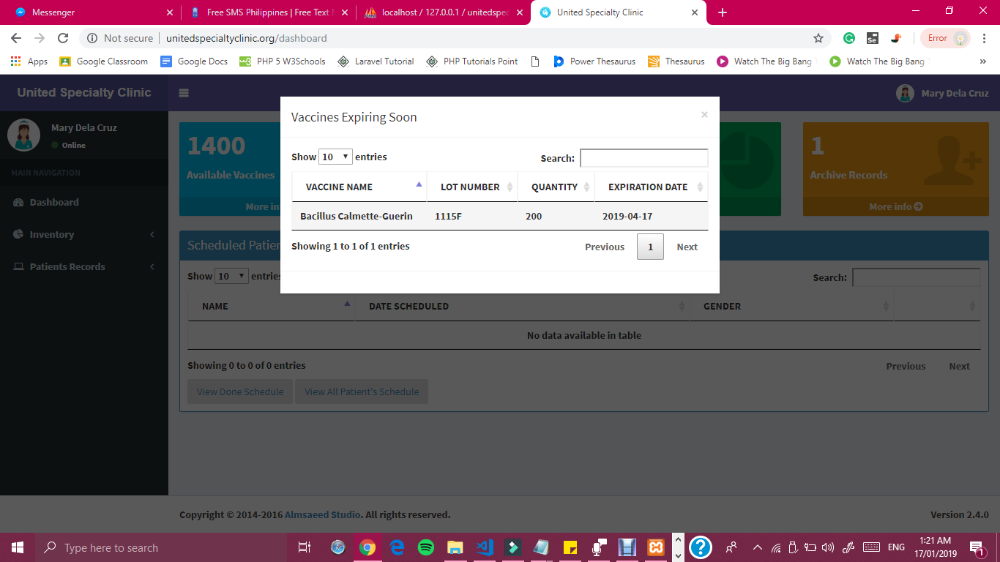 Messenger
Free SMS Philippines | Free Text
localhost / 127.0.0.1 / unitedspec
United Specialty Clinic
Not secure | unitedspecialtyclinic.org/dashboard
Se
Error
Apps
Google Classroom
Google Docs
PHP 5 W3Schools
Laravel Tutorial
PHP Tutorials Point
Power Thesaurus
Thesaurus
Watch The Big Bang
Watch The Big Bang
United Specialty Clinic
Mary Dela Cruz
Mary Dela Cruz
Online
MAIN NAVIGATION
Dashboard
Inventory
Patients Records
1400
Available Vaccines
More in
1
Archive Records
More info
Vaccines Expiring Soon
×
Show 10 entries
Search:
VACCINE NAME LOT NUMBER QUANTITY EXPIRATION DATE
Bacillus Calmette-Guerin 1115F 200 2019-04-17
Showing 1 to 1 of 1 entries
Previous 1 Next
Scheduled Patien
Show 10 entries
Search:
NAME DATE SCHEDULED GENDER
No data available in table
Showing 0 to 0 of 0 entries
Previous Next
View Done Schedule View All Patient's Schedule
Copyright © 2014-2016 Almsaeed Studio. All rights reserved.
Version 2.4.0
Type here to search
ENG
1:21 AM
17/01/2019
1